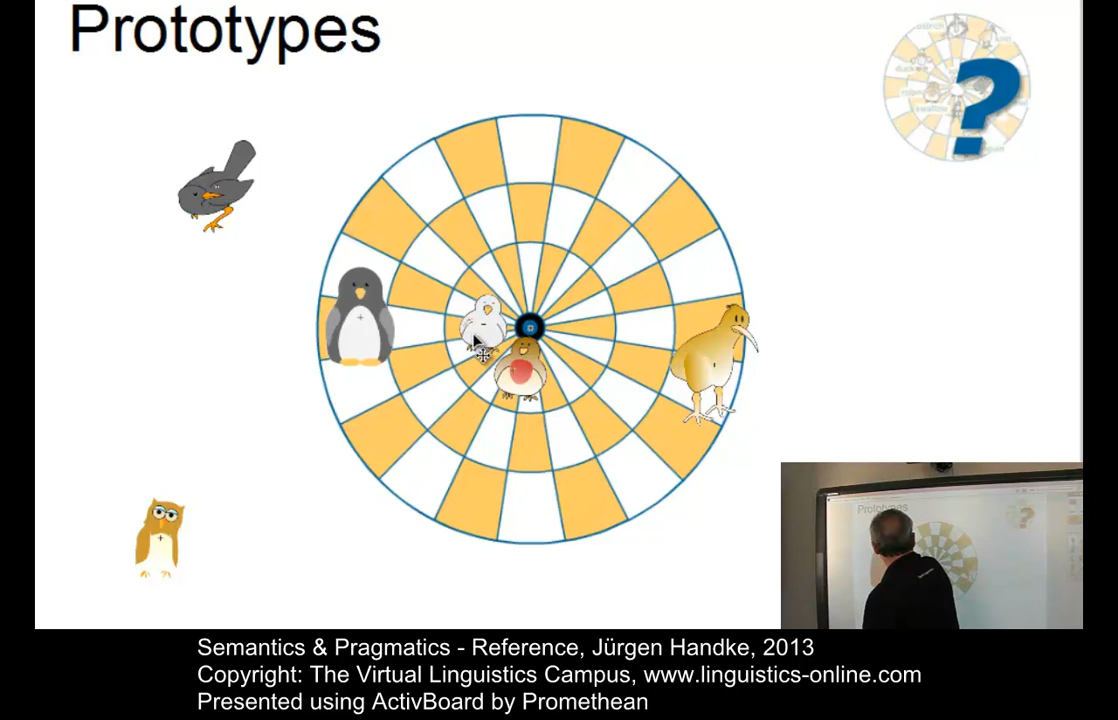 Prototypes
?
Prototypes
?
Semantics & Pragmatics - Reference, Jürgen Handke, 2013
Copyright: The Virtual Linguistics Campus, www.linguistics-online.com
Presented using ActivBoard by Promethean